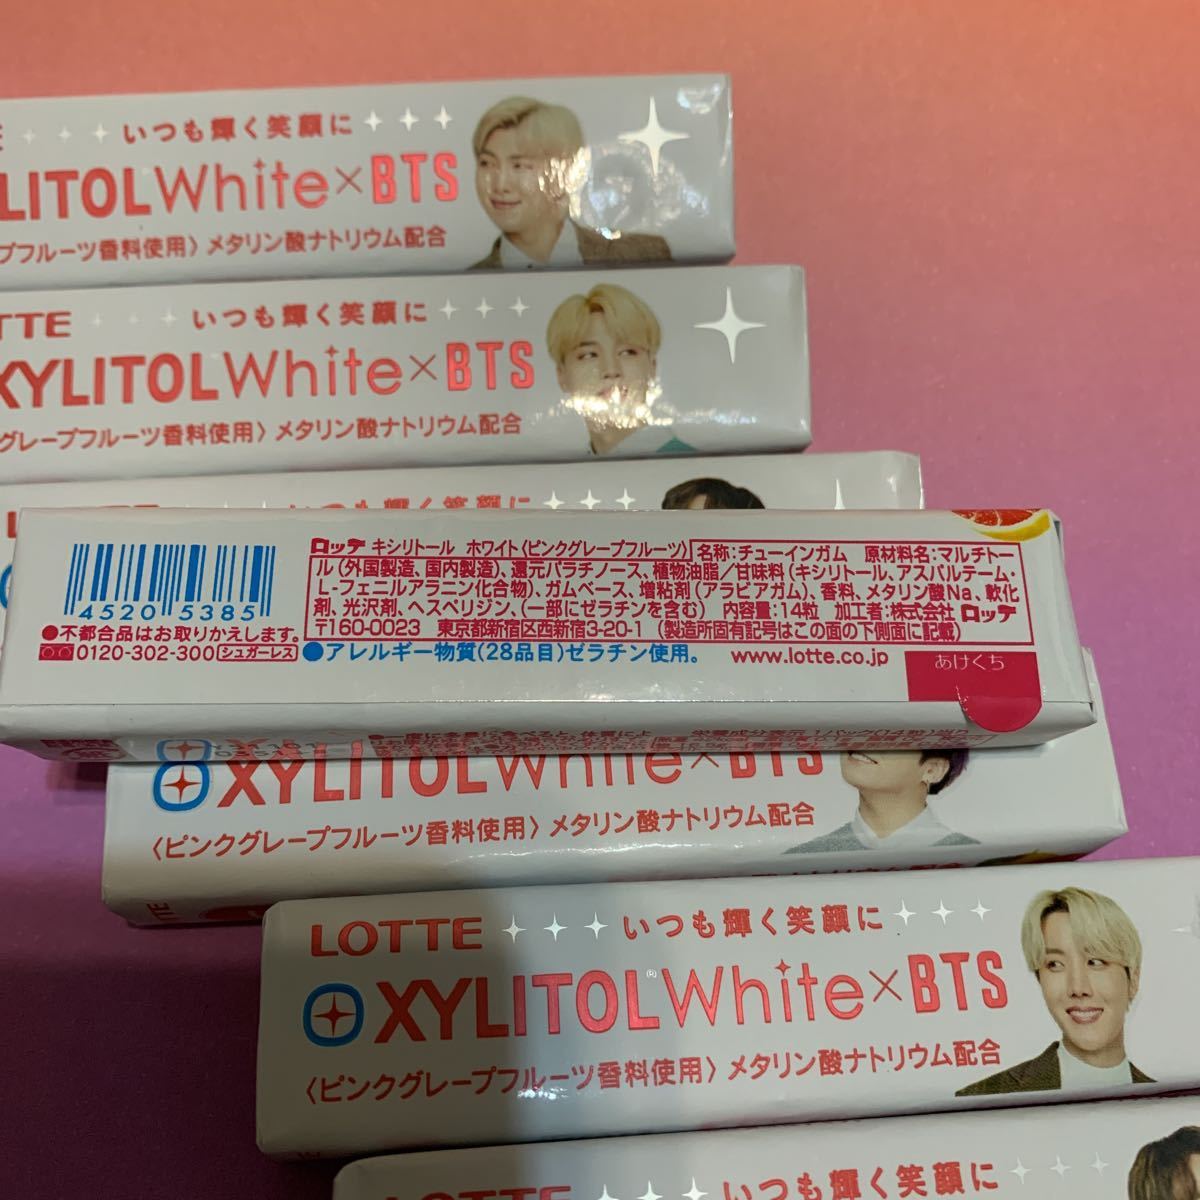 いつも輝く笑顔に
LITOL White×BTS
プフルーツ香料使用〉メタリン酸ナトリウム配合
TTE いつも輝く笑顔に
XYLITOL White×BTS
グレープフルーツ香料使用〉メタリン酸ナトリウム配合
いつも輝く笑顔に
ロッテ キシリトール ホワイト〈ピンクグレープフルーツ〉 名称:チューインガム 原材料名:マルチトー
ル(外国製造、国内製造)、還元パラチノース、植物油脂/甘味料(キシリトール、アスパルテーム・
L-フェニルアラニン化合物)、ガムベース、増粘剤(アラビアガム)、香料、メタリン酸Na、軟化
剤、光沢剤、ヘスペリジン、(一部にゼラチンを含む) 内容量:14粒 加工者:株式会社 ロッテ
〒160-0023 東京都新宿区西新宿3-20-1 (製造所固有記号はこの面の下側面に記載)
4520 5385
●不都合品はお取りかえします。
0120-302-300 シュガーレス
●アレルギー物質(28品目)ゼラチン使用。 www.lotte.co.jp
あけくち
XYLITOL White×BTS
〈ピンクグレープフルーツ香料使用〉メタリン酸ナトリウム配合
LOTTE いつも輝く笑顔に
XYLITOL® White×BTS
〈ピンクグレープフルーツ香料使用〉メタリン酸ナトリウム配合
LOTTE いつも輝く笑顔に